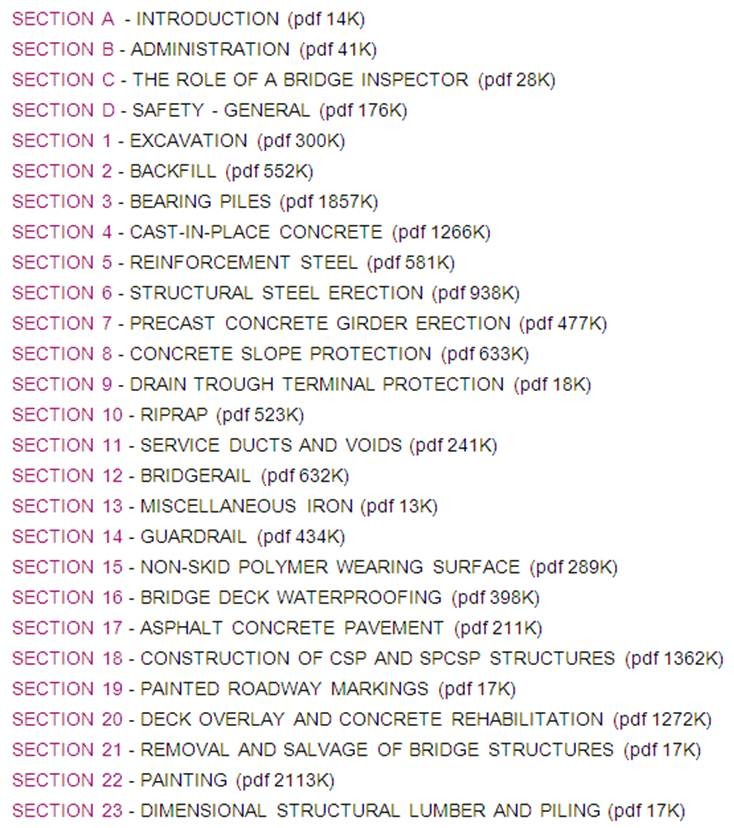 SECTION A - INTRODUCTION (pdf 14K)
SECTION B - ADMINISTRATION (pdf 41K)
SECTION C - THE ROLE OF A BRIDGE INSPECTOR (pdf 28K)
SECTION D - SAFETY - GENERAL (pdf 176K)
SECTION 1 - EXCAVATION (pdf 300K)
SECTION 2 - BACKFILL (pdf 552K)
SECTION 3 - BEARING PILES (pdf 1857K)
SECTION 4 - CAST-IN-PLACE CONCRETE (pdf 1266K)
SECTION 5 - REINFORCEMENT STEEL (pdf 581K)
SECTION 6 - STRUCTURAL STEEL ERECTION (pdf 938K)
SECTION 7 - PRECAST CONCRETE GIRDER ERECTION (pdf 477K)
SECTION 8 - CONCRETE SLOPE PROTECTION (pdf 633K)
SECTION 9 - DRAIN TROUGH TERMINAL PROTECTION (pdf 18K)
SECTION 10 - RIPRAP (pdf 523K)
SECTION 11 - SERVICE DUCTS AND VOIDS (pdf 241K)
SECTION 12 - BRIDGERAIL (pdf 632K)
SECTION 13 - MISCELLANEOUS IRON (pdf 13K)
SECTION 14 - GUARDRAIL (pdf 434K)
SECTION 15 - NON-SKID POLYMER WEARING SURFACE (pdf 289K)
SECTION 16 - BRIDGE DECK WATERPROOFING (pdf 398K)
SECTION 17 - ASPHALT CONCRETE PAVEMENT (pdf 211K)
SECTION 18 - CONSTRUCTION OF CSP AND SPCSP STRUCTURES (pdf 1362K)
SECTION 19 - PAINTED ROADWAY MARKINGS (pdf 17K)
SECTION 20 - DECK OVERLAY AND CONCRETE REHABILITATION (pdf 1272K)
SECTION 21 - REMOVAL AND SALVAGE OF BRIDGE STRUCTURES (pdf 17K)
SECTION 22 - PAINTING (pdf 2113K)
SECTION 23 - DIMENSIONAL STRUCTURAL LUMBER AND PILING (pdf 17K)